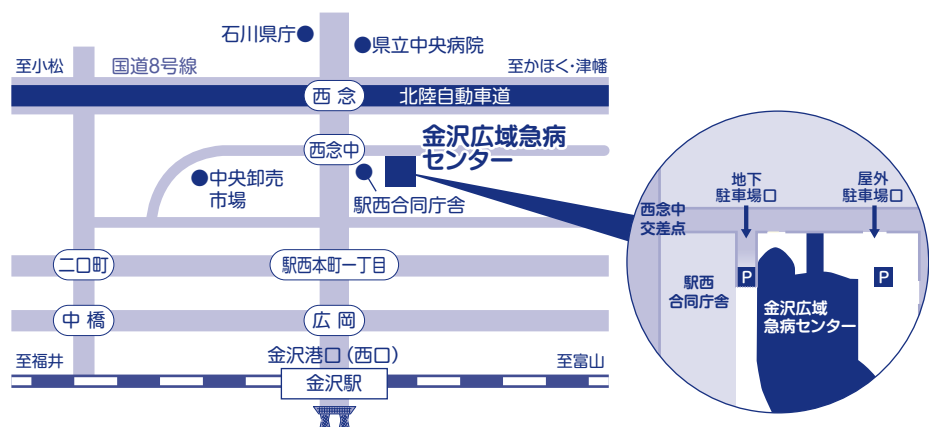 石川県庁
県立中央病院
至小松
国道8号線
至かほく・津幡
西念
北陸自動車道
西念中
金沢広域急病
センター
中央卸売
市場
駅西合同庁舎
二口町
駅西本町一丁目
中橋
広岡
金沢港口（西口）
至福井
至富山
金沢駅
地下
駐車場口
屋外
駐車場口
西念中
交差点
P
P
駅西
合同庁舎
金沢広域
急病センター